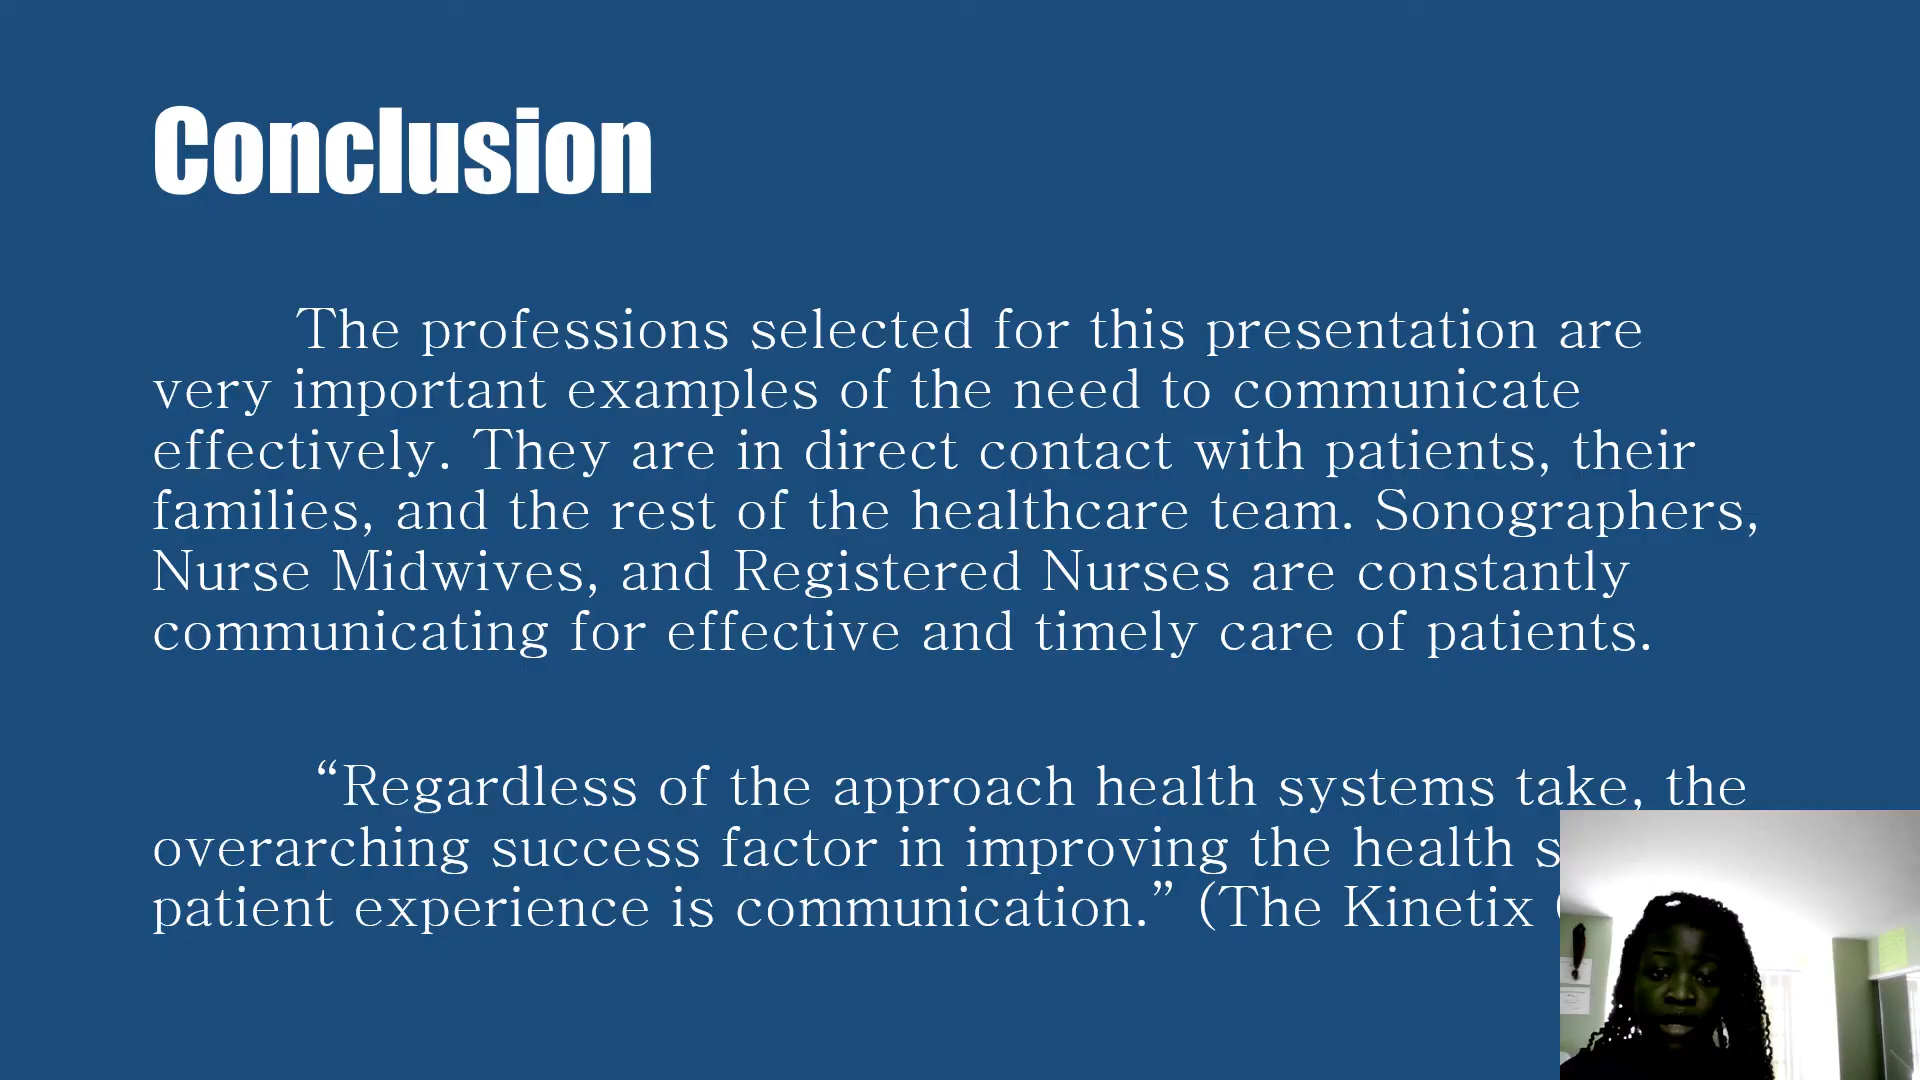 Conclusion
The professions selected for this presentation are
very important examples of the need to communicate
effectively. They are in direct contact with patients, their
families, and the rest of the healthcare team. Sonographers,
Nurse Midwives, and Registered Nurses are constantly
communicating for effective and timely care of patients.
“Regardless of the approach health systems take, the
overarching success factor in improving the health
patient experience is communication.” (The Kinetix